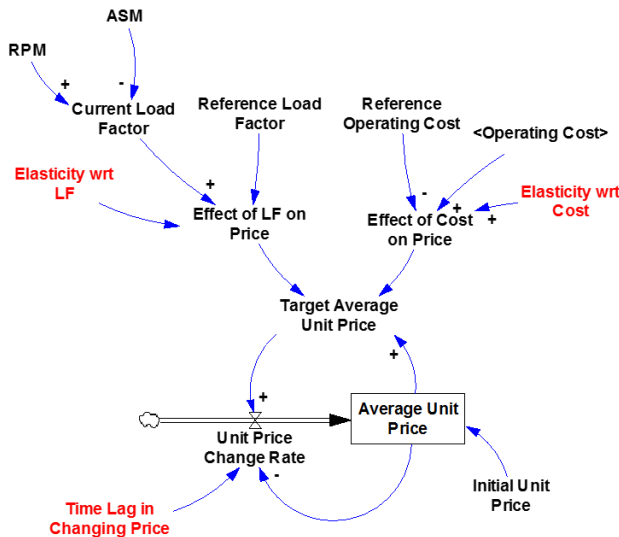 ASM
RPM
+
-
Current Load
Factor
Reference Load
Factor
Reference
Operating Cost
<Operating Cost>
Elasticity wrt
LF
+
Effect of LF on
Price
-
+
+
Effect of Cost
on Price
Elasticity wrt
Cost
Target Average
Unit Price
+
+
Average Unit
Price
Unit Price
Change Rate
-
Initial Unit
Price
Time Lag in
Changing Price